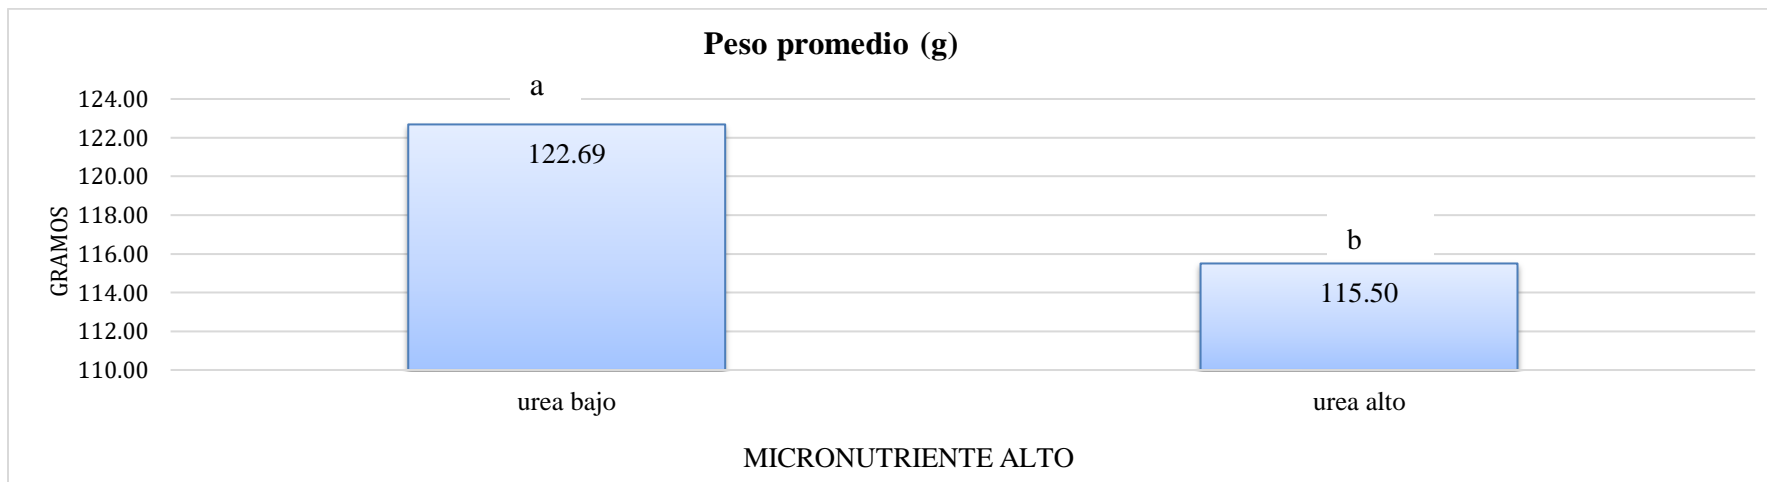 Peso promedio (g)
a
124.00
122.00
120.00
118.00
116.00
114.00
112.00
110.00
GRAMOS
122.69
b
115.50
urea bajo
urea alto
MICRONUTRIENTE ALTO